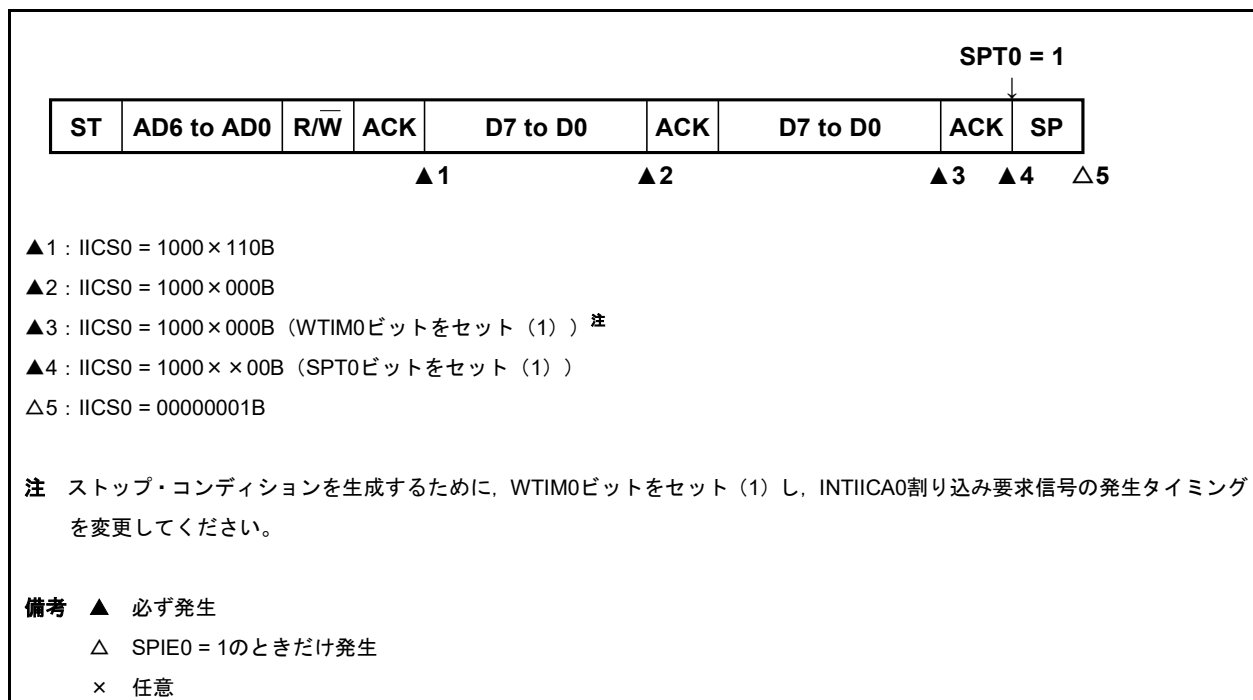 SPT0 = 1
↓
ST AD6 to AD0 R/W̅ ACK D7 to D0 ACK D7 to D0 ACK SP
▲1 ▲2 ▲3 ▲4 △5
▲1：IICS0 = 1000×110B
▲2：IICS0 = 1000×000B
▲3：IICS0 = 1000×000B（WTIM0ビットをセット（1））注
▲4：IICS0 = 1000××00B（SPT0ビットをセット（1））
△5：IICS0 = 00000001B
注 ストップ・コンディションを生成するために，WTIM0ビットをセット（1）し，INTIICA0割り込み要求信号の発生タイミング
を変更してください。
備考 ▲ 必ず発生
△ SPIE0 = 1のときだけ発生
× 任意